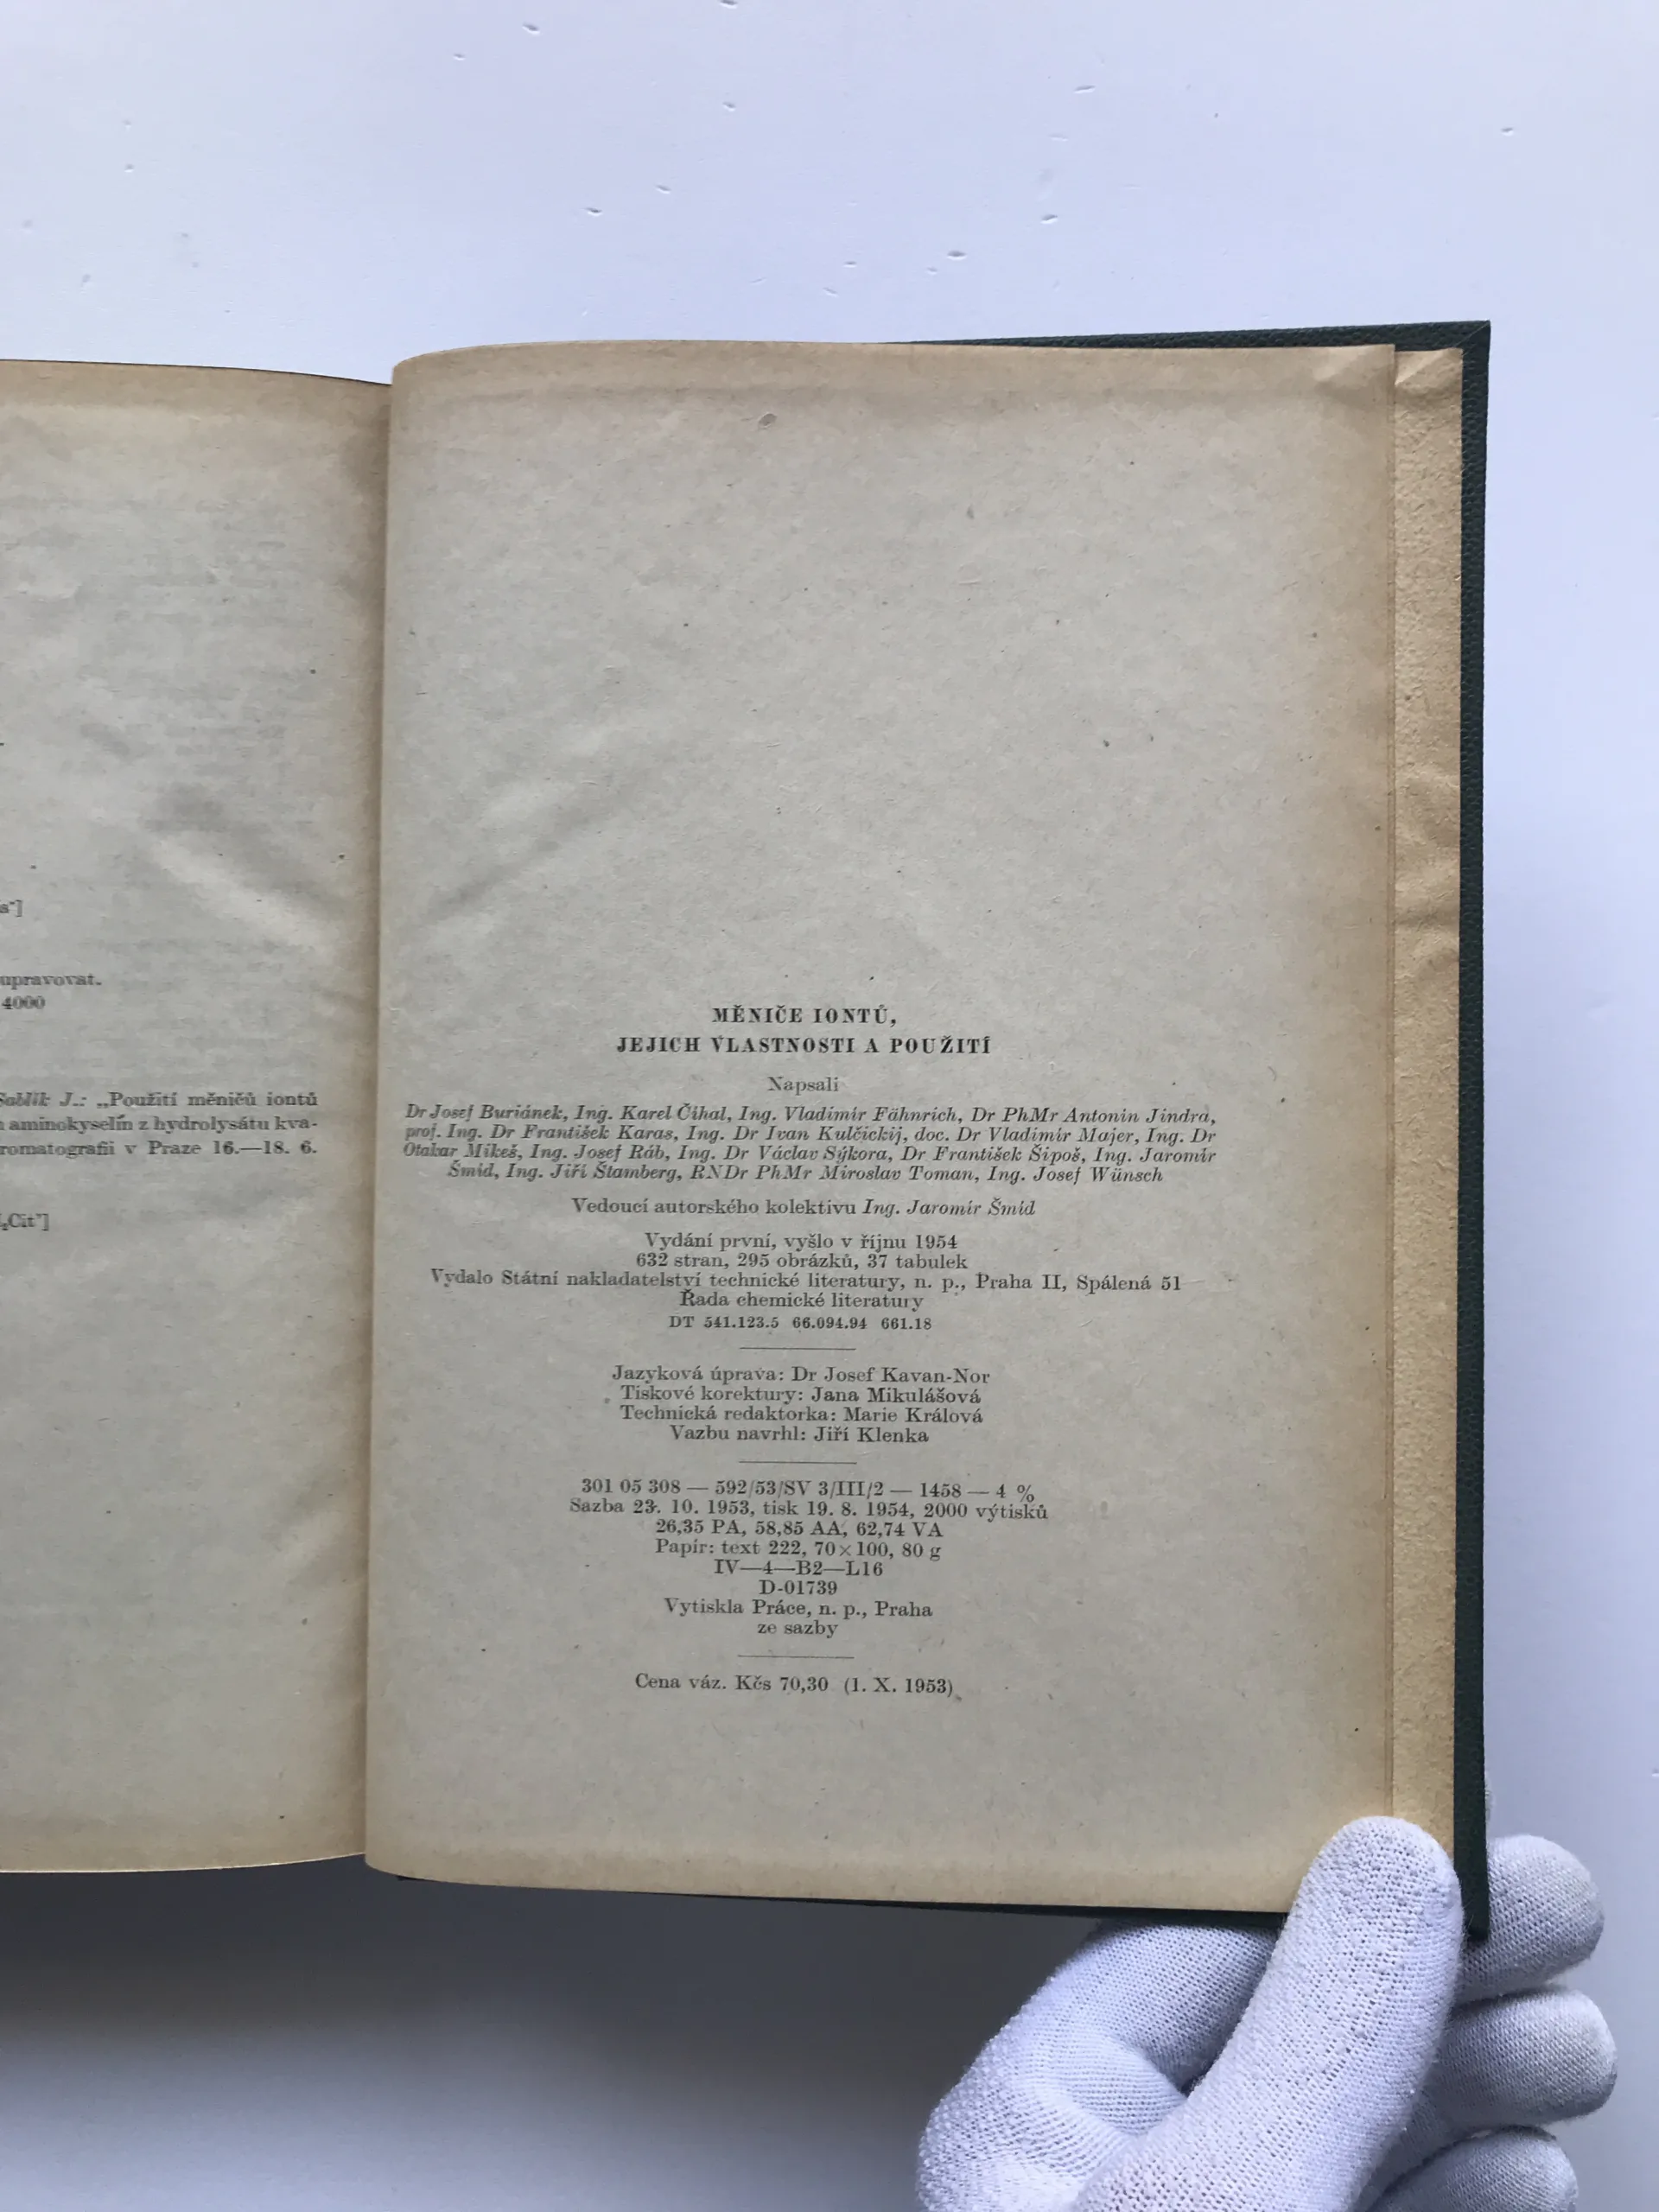 s"]
upravovat.
4000
Sablík J.: „Použití měničů iontů
aminokyselin z hydrolysátu kva-
romatografii v Praze 16.—18. 6.
Cit"]
MĚNIČE IONTŮ,
JEJICH VLASTNOSTI A POUŽITÍ
Napsali
Dr Josef Buriánek, Ing. Karel Číhal, Ing. Vladimír Fähnrich, Dr PhMr Antonín Jindra,
prof. Ing. Dr František Karas, Ing. Dr Ivan Kulčickij, doc. Dr Vladimír Majer, Ing. Dr
Otakar Mikeš, Ing. Josef Ráb, Ing. Dr Václav Sýkora, Dr František Šipoš, Ing. Jaromír
Šmíd, Ing. Jiří Štamberg, RNDr PhMr Miroslav Toman, Ing. Josef Wünsch
Vedoucí autorského kolektivu Ing. Jaromír Šmíd
Vydání první, vyšlo v říjnu 1954
632 stran, 295 obrázků, 37 tabulek
Vydalo Státní nakladatelství technické literatury, n. p., Praha II, Spálená 51
Řada chemické literatury
DT 541.123.5 66.094.94 661.18
Jazyková úprava: Dr Josef Kavan-Nor
Tiskové korektury: Jana Mikulášová
Technická redaktorka: Marie Králová
Vazbu navrhl: Jiří Klenka
301 05 308 — 592/53/SV 3/III/2 — 1458 — 4 %
Sazba 23. 10. 1953, tisk 19. 8. 1954, 2000 výtisků
26,35 PA, 58,85 AA, 62,74 VA
Papír: text 222, 70×100, 80 g
IV—4—B2—L16
D-01739
Vytiskla Práce, n. p., Praha
ze sazby
Cena váz. Kčs 70,30 (1. X. 1953)